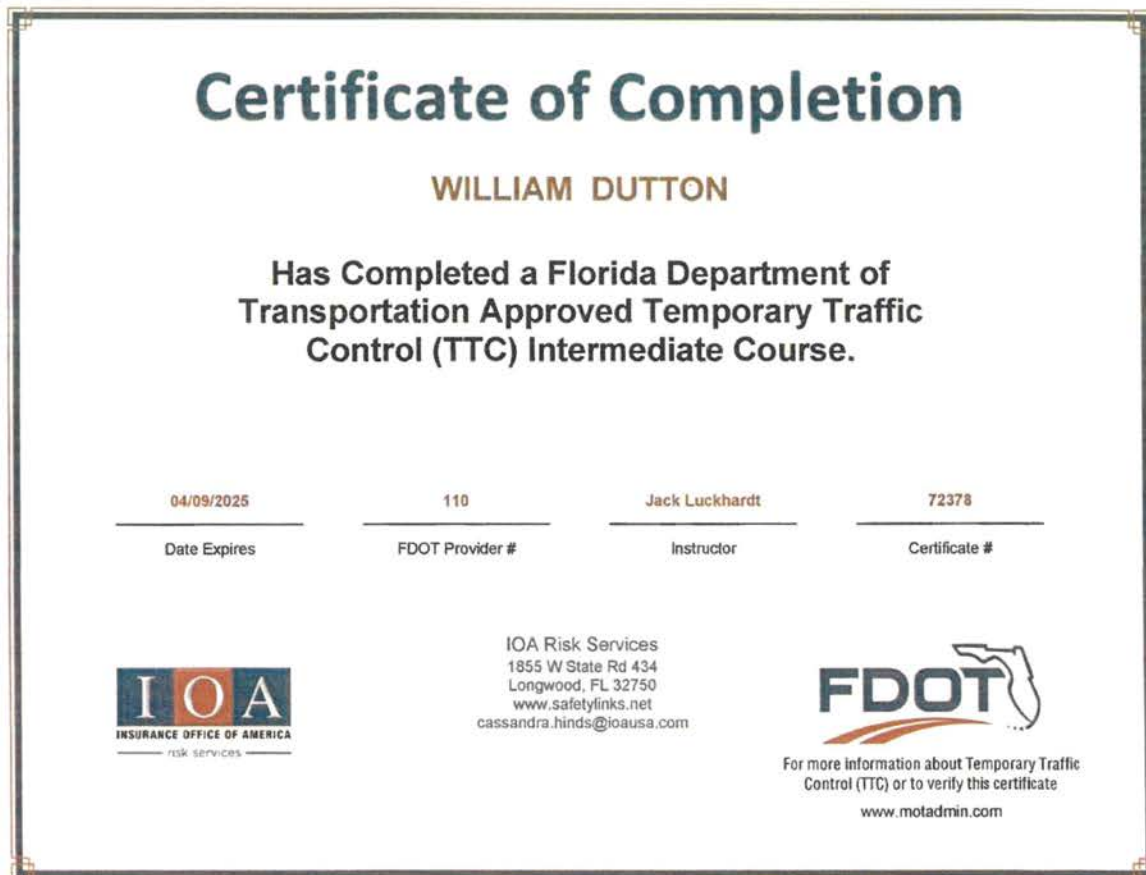 Certificate of Completion
WILLIAM DUTTON
Has Completed a Florida Department of
Transportation Approved Temporary Traffic
Control (TTC) Intermediate Course.
04/09/2025
Date Expires
110
FDOT Provider #
Jack Luckhardt
Instructor
72378
Certificate #
IOA
INSURANCE OFFICE OF AMERICA
risk services
IOA Risk Services
1855 W State Rd 434
Longwood, FL 32750
www.safetylinks.net
cassandra.hinds@ioausa.com
FDOT
For more information about Temporary Traffic
Control (TTC) or to verify this certificate
www.motadmin.com